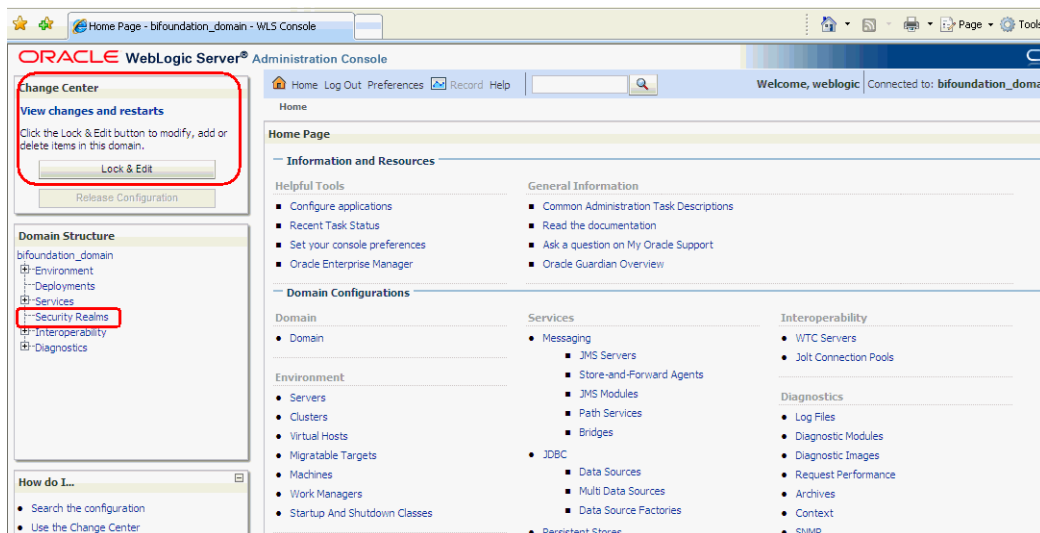 Home Page - bifoundation_domain - WLS Console
Page
Tools
ORACLE WebLogic Server® Administration Console
Change Center
View changes and restarts
Click the Lock & Edit button to modify, add or
delete items in this domain.
Lock & Edit
Release Configuration
Domain Structure
bifoundation_domain
Environment
Deployments
Services
Security Realms
Interoperability
Diagnostics
How do I...
Search the configuration
Use the Change Center
Home Log Out Preferences Record Help
Welcome, weblogic Connected to: bifoundation_doma
Home
Home Page
Information and Resources
Helpful Tools
Configure applications
Recent Task Status
Set your console preferences
Oracle Enterprise Manager
General Information
Common Administration Task Descriptions
Read the documentation
Ask a question on My Oracle Support
Oracle Guardian Overview
Domain Configurations
Domain
Domain
Environment
Servers
Clusters
Virtual Hosts
Migratable Targets
Machines
Work Managers
Startup And Shutdown Classes
Services
Messaging
JMS Servers
Store-and-Forward Agents
JMS Modules
Path Services
Bridges
JDBC
Data Sources
Multi Data Sources
Data Source Factories
Persistent Stores
Interoperability
WTC Servers
Jolt Connection Pools
Diagnostics
Log Files
Diagnostic Modules
Diagnostic Images
Request Performance
Archives
Context
SNMP